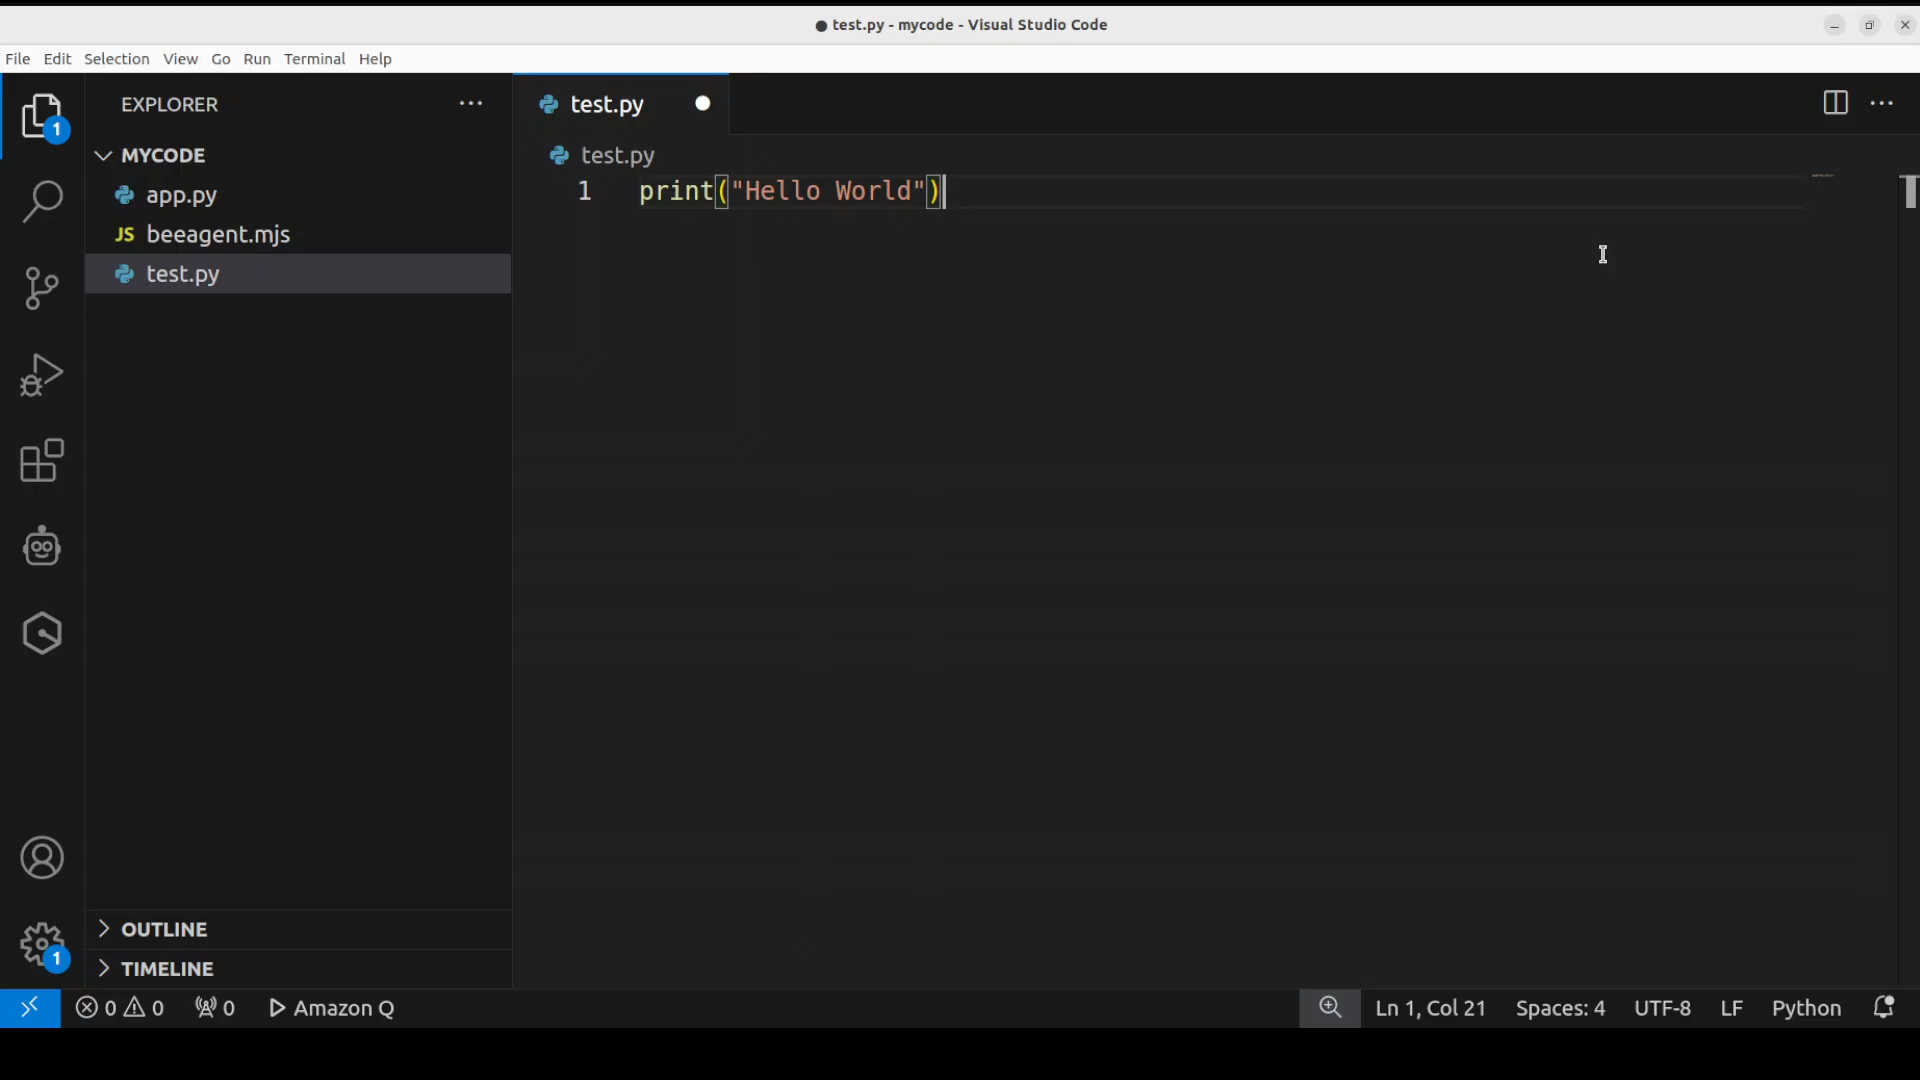 ● test.py - mycode - Visual Studio Code
File Edit Selection View Go Run Terminal Help
EXPLORER
test.py
1
MYCODE
test.py
app.py
1 print("Hello World")
JS beeagent.mjs
test.py
OUTLINE
1
TIMELINE
0 0 0 Amazon Q Ln 1, Col 21 Spaces: 4 UTF-8 LF Python